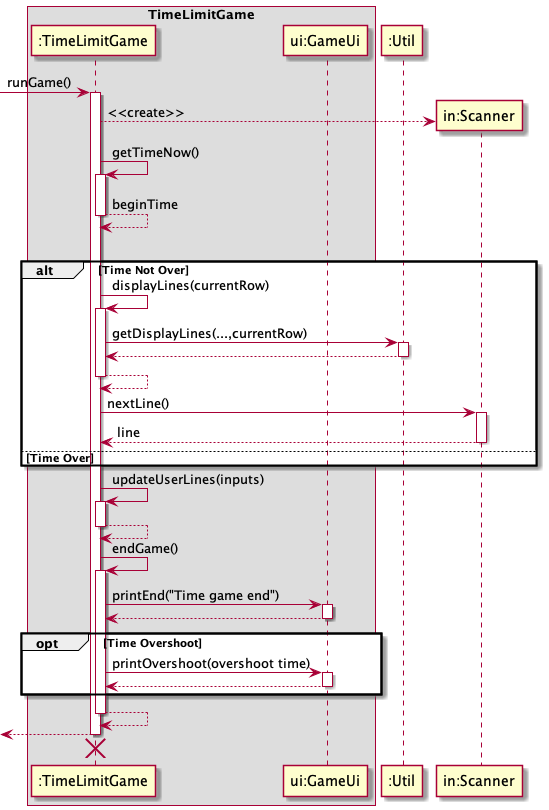 TimeLimitGame
:TimeLimitGame
ui:GameUi
:Util
runGame()
<<create>>
in:Scanner
getTimeNow()
beginTime
alt
[Time Not Over]
displayLines(currentRow)
getDisplayLines(...,currentRow)
nextLine()
line
[Time Over]
updateUserLines(inputs)
endGame()
printEnd("Time game end")
opt
[Time Overshoot]
printOvershoot(overshoot time)
:TimeLimitGame
ui:GameUi
:Util
in:Scanner